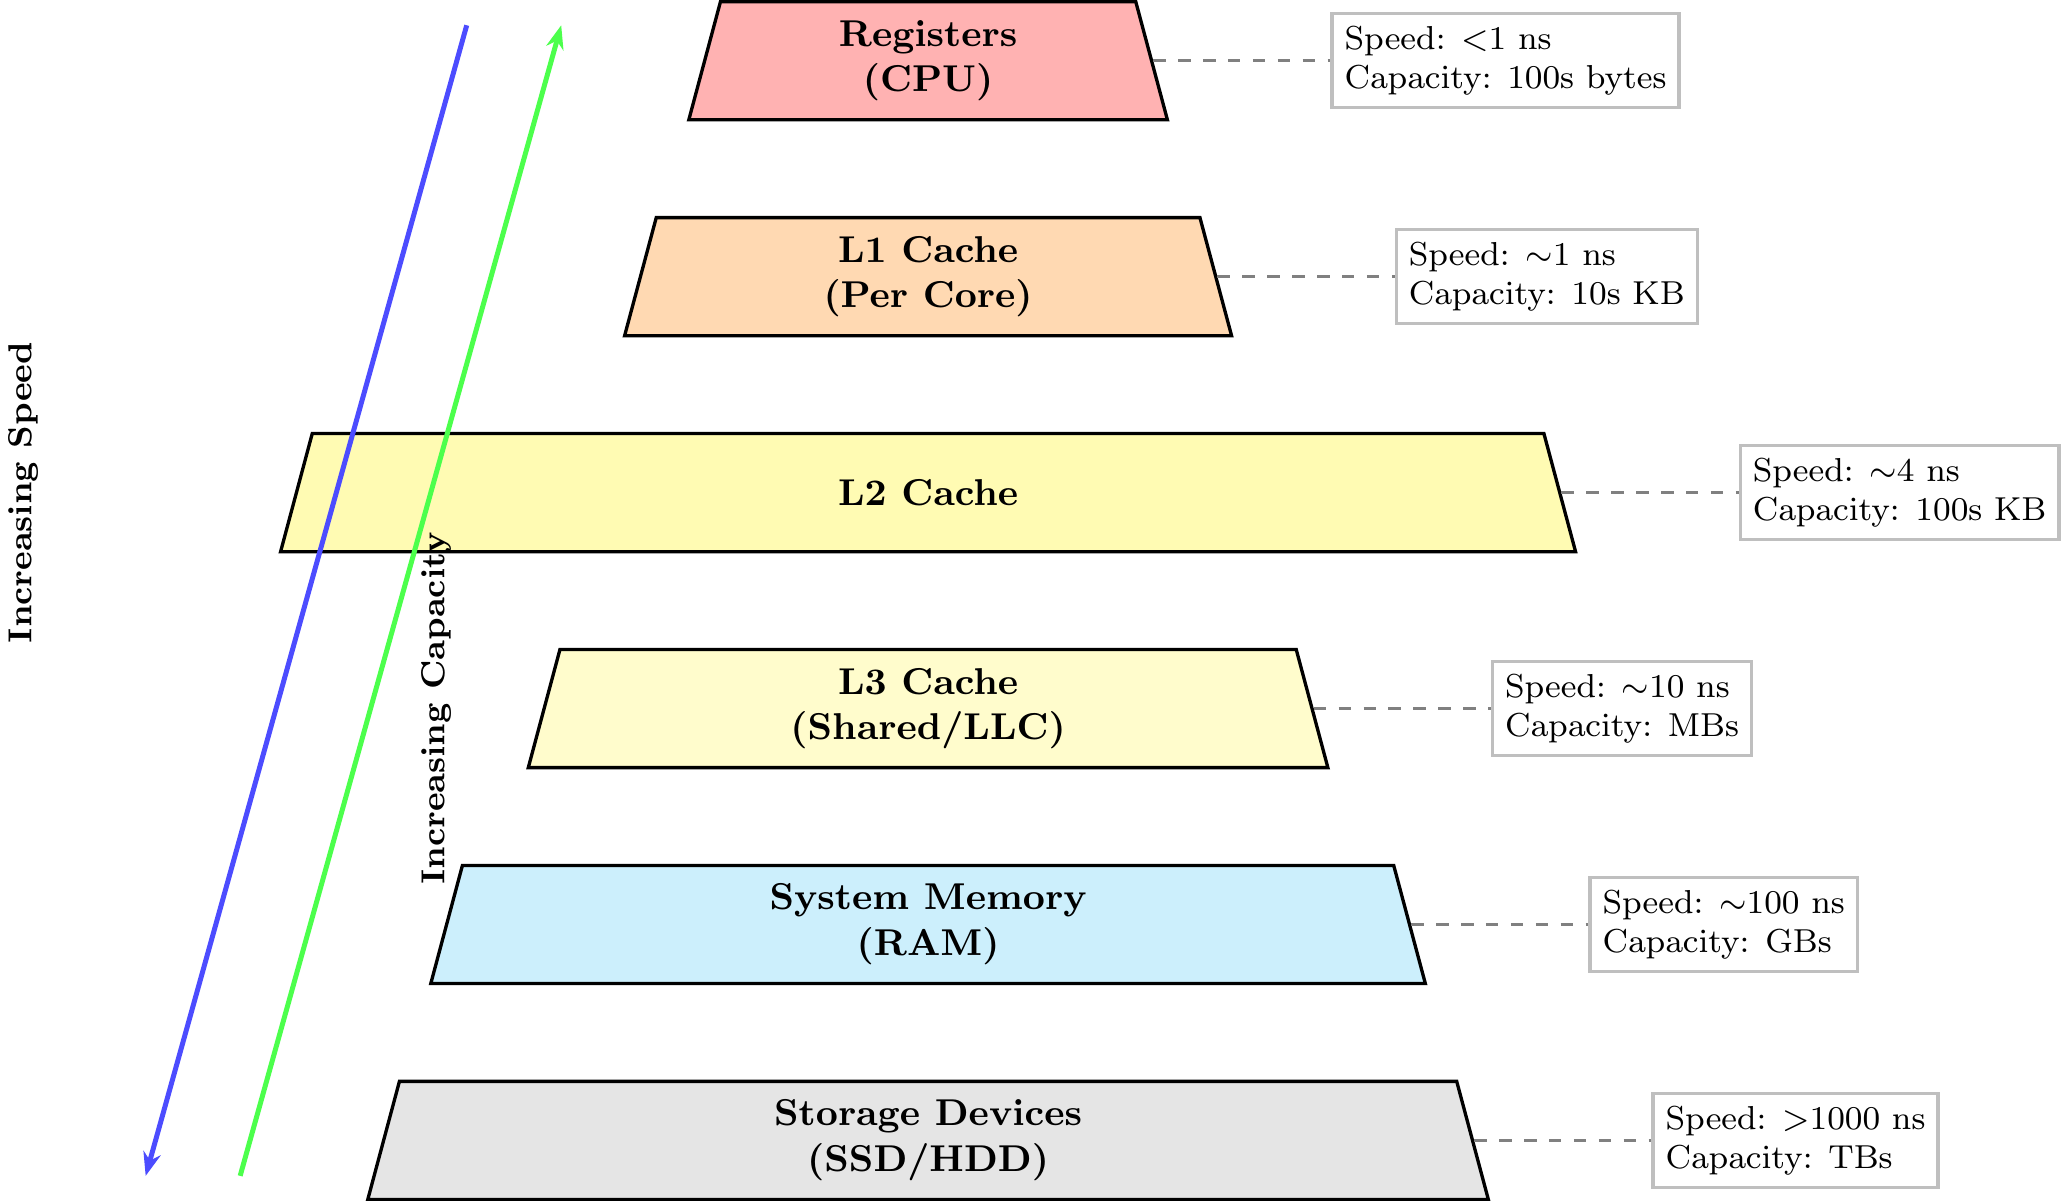 Registers
(CPU)
Speed: <1 ns
Capacity: 100s bytes
L1 Cache
(Per Core)
Speed: ~1 ns
Capacity: 10s KB
Increasing Speed
L2 Cache
Speed: ~4 ns
Capacity: 100s KB
Increasing Capacity
L3 Cache
(Shared/LLC)
Speed: ~10 ns
Capacity: MBs
System Memory
(RAM)
Speed: ~100 ns
Capacity: GBs
Storage Devices
(SSD/HDD)
Speed: >1000 ns
Capacity: TBs